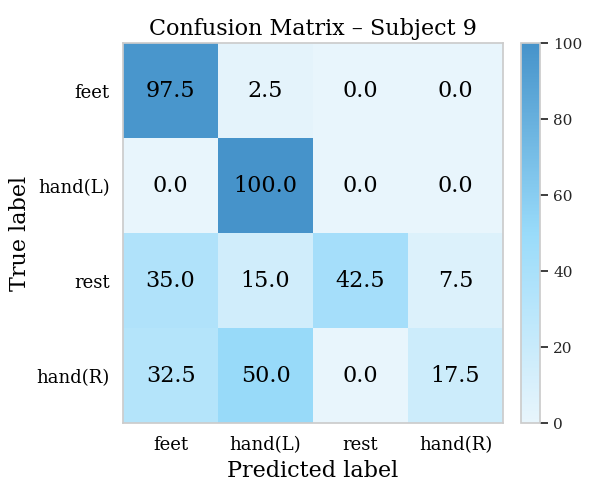 Confusion Matrix – Subject 9
feet 97.5 2.5 0.0 0.0
hand(L) 0.0 100.0 0.0 0.0
rest 35.0 15.0 42.5 7.5
hand(R) 32.5 50.0 0.0 17.5
feet hand(L) rest hand(R)
Predicted label
True label
100
80
60
40
20
0